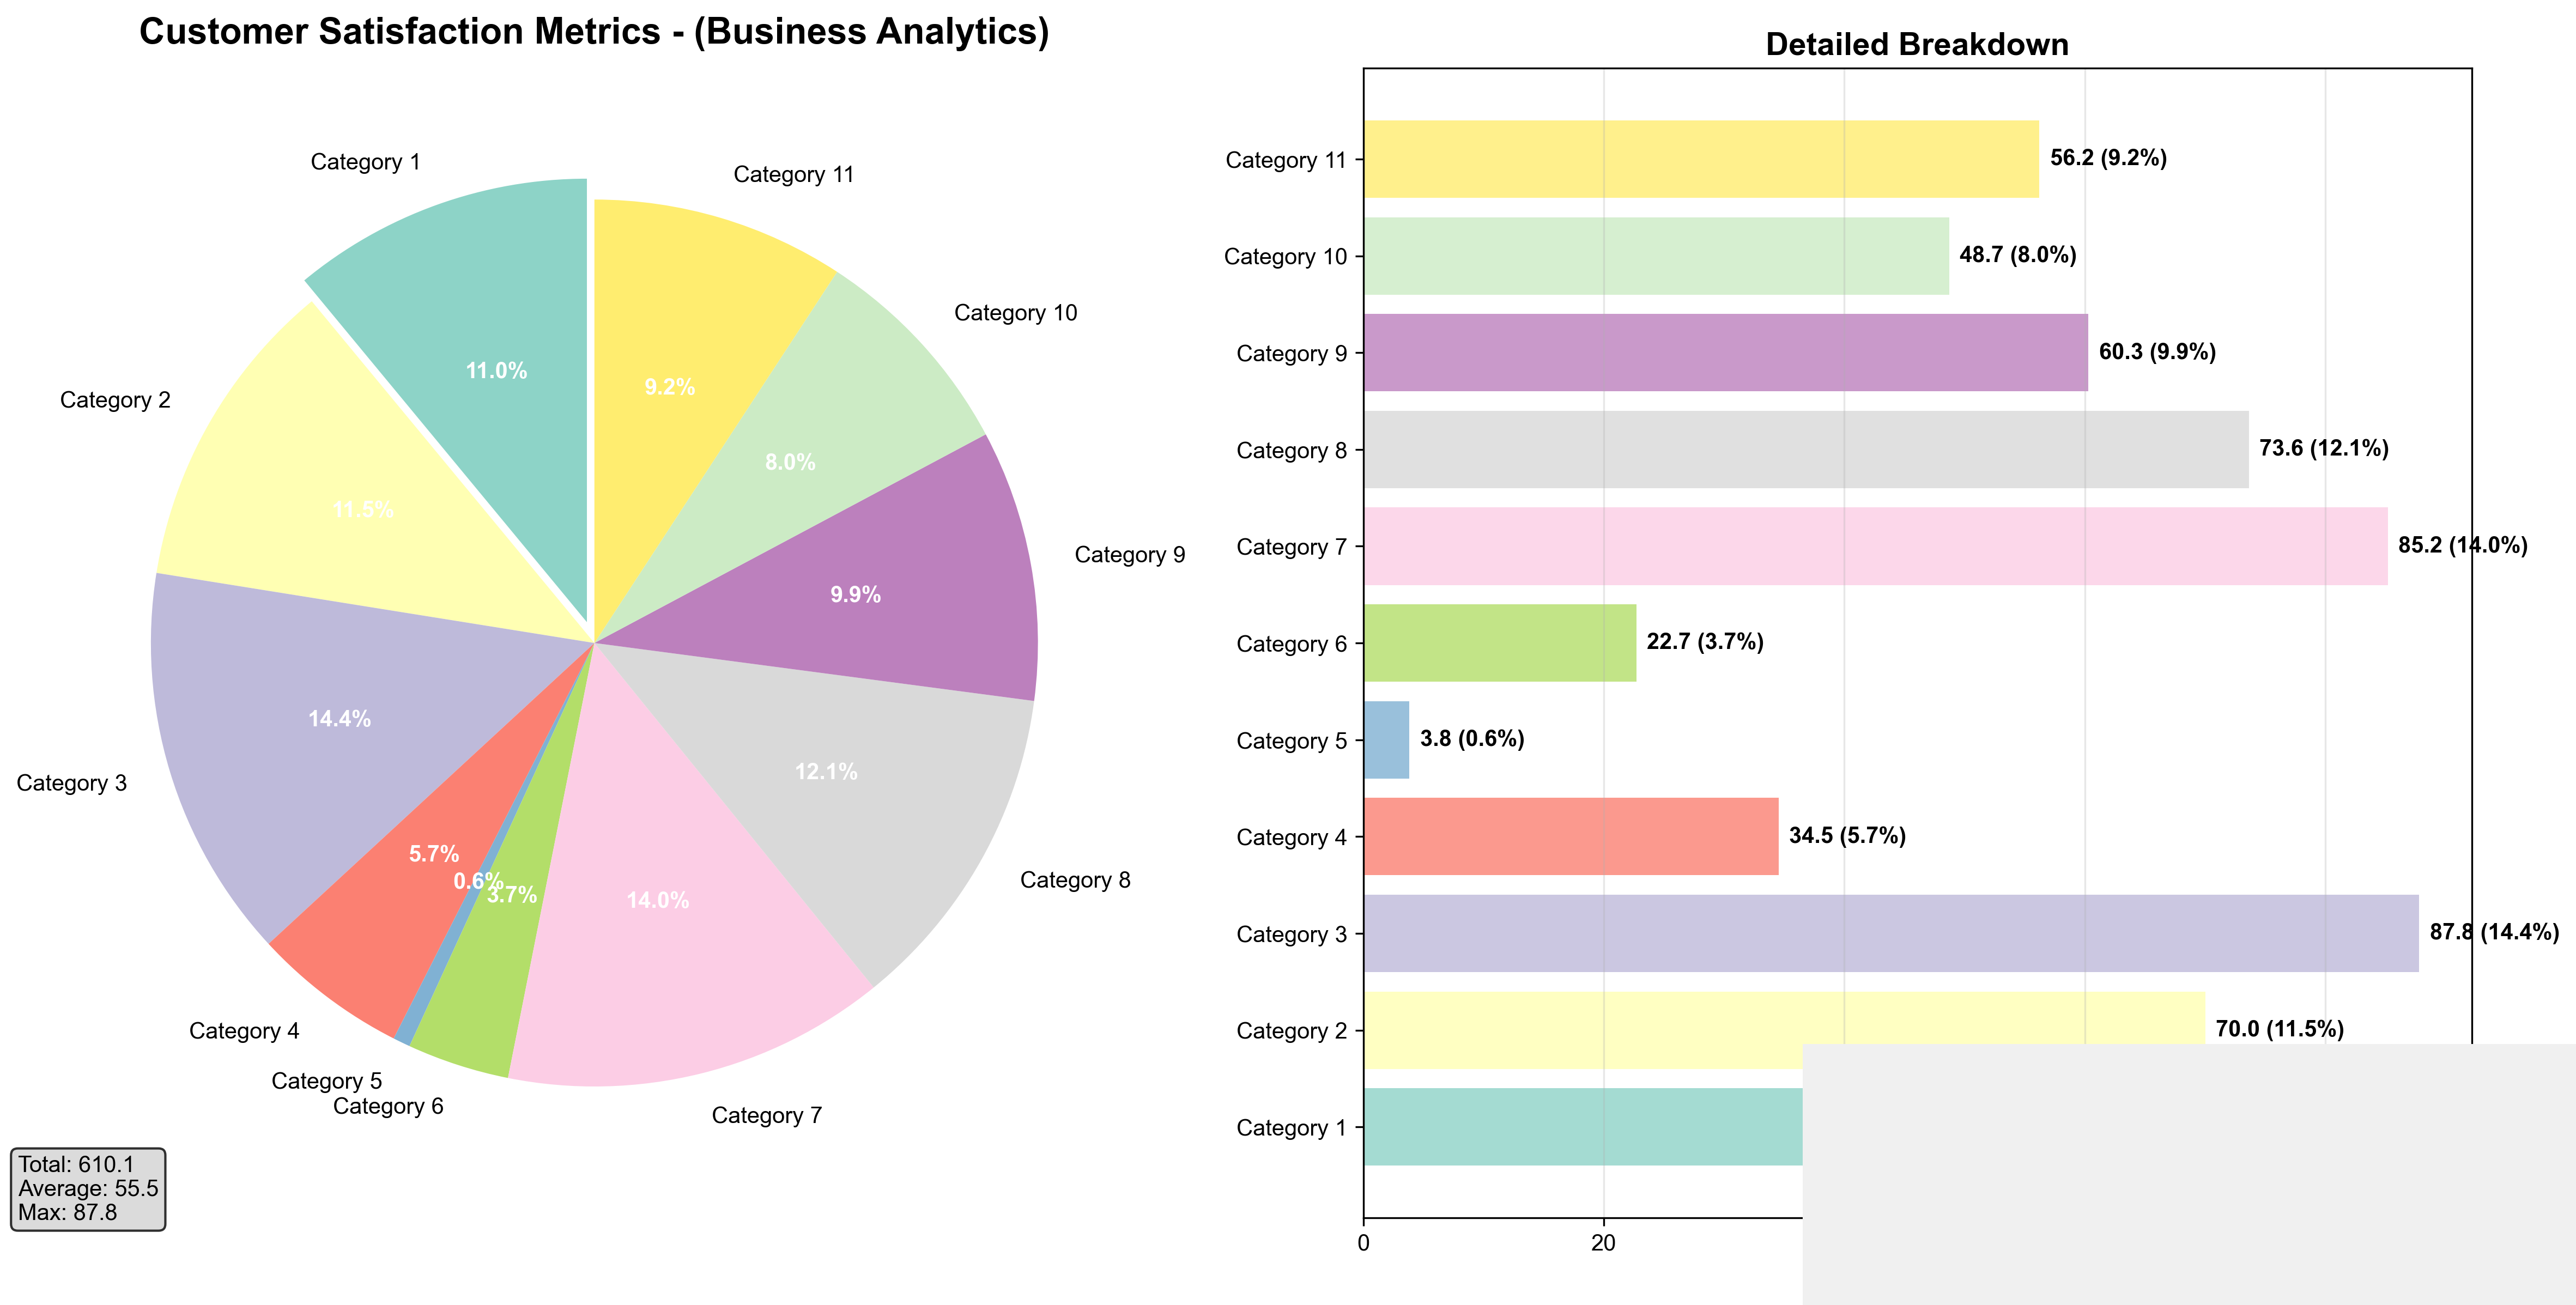 Customer Satisfaction Metrics - (Business Analytics)
Category 1
Category 11
Category 10
Category 2
Category 9
Category 3
Category 8
Category 4
Category 5
Category 6
Category 7
11.0%
9.2%
8.0%
11.5%
9.9%
14.4%
12.1%
5.7%
0.6%
3.7%
14.0%
Total: 610.1
Average: 55.5
Max: 87.8
Detailed Breakdown
Category 11
56.2 (9.2%)
Category 10
48.7 (8.0%)
Category 9
60.3 (9.9%)
Category 8
73.6 (12.1%)
Category 7
85.2 (14.0%)
Category 6
22.7 (3.7%)
Category 5
3.8 (0.6%)
Category 4
34.5 (5.7%)
Category 3
87.8 (14.4%)
Category 2
70.0 (11.5%)
Category 1
0
20